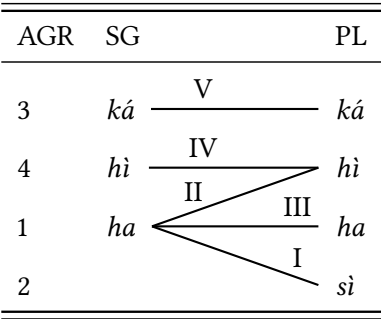 AGR SG PL
V
3 ká ká
IV
4 hì hì
II
III
1 ha ha
I
2 sì